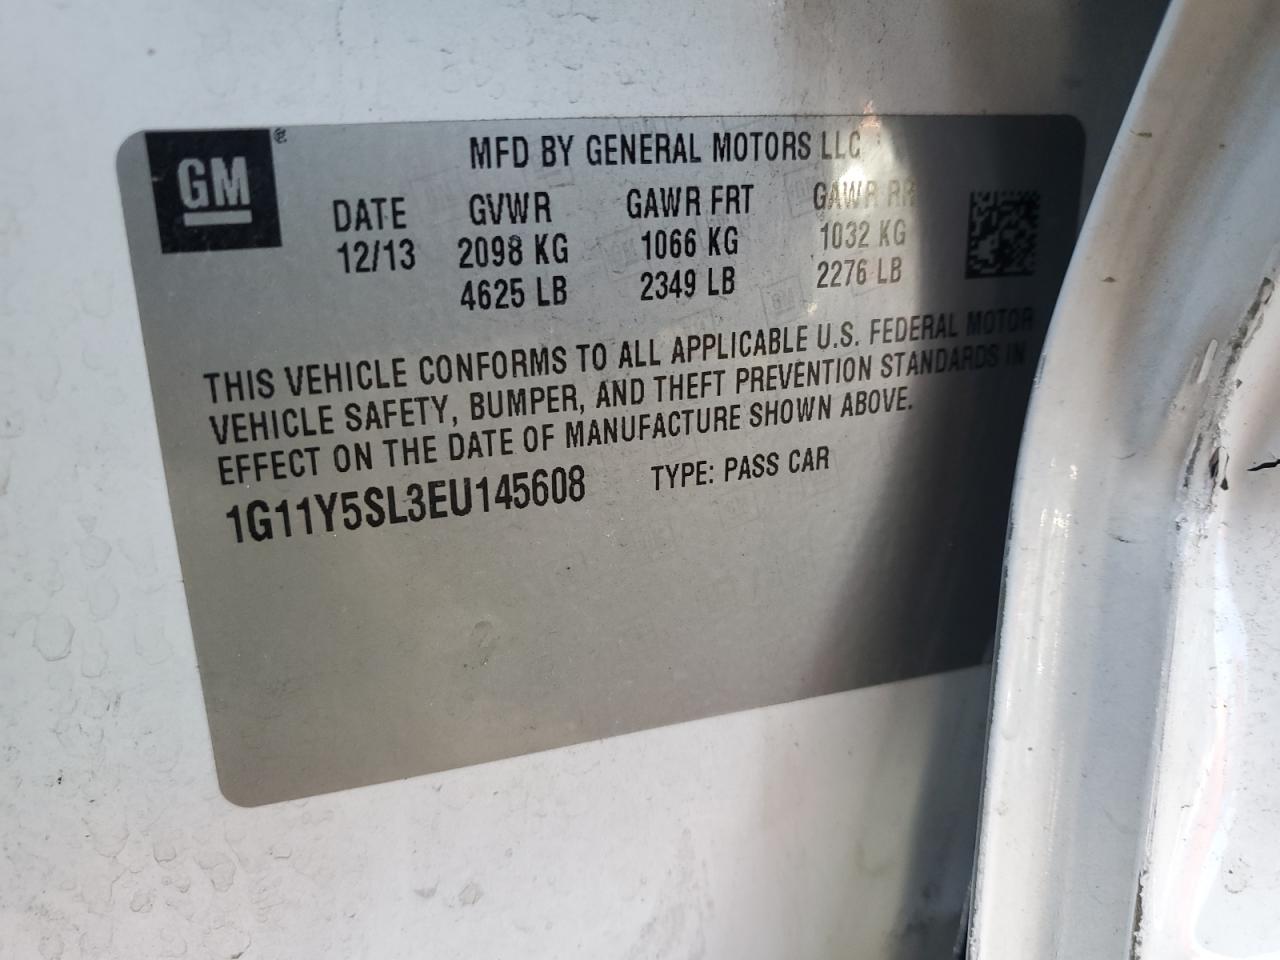 GM ®
MFD BY GENERAL MOTORS LLC
DATE GVWR GAWR FRT GAWR RR
12/13 2098 KG 1066 KG 1032 KG
4625 LB 2349 LB 2276 LB
THIS VEHICLE CONFORMS TO ALL APPLICABLE U.S. FEDERAL MOTOR
VEHICLE SAFETY, BUMPER, AND THEFT PREVENTION STANDARDS IN
EFFECT ON THE DATE OF MANUFACTURE SHOWN ABOVE.
1G11Y5SL3EU145608 TYPE: PASS CAR